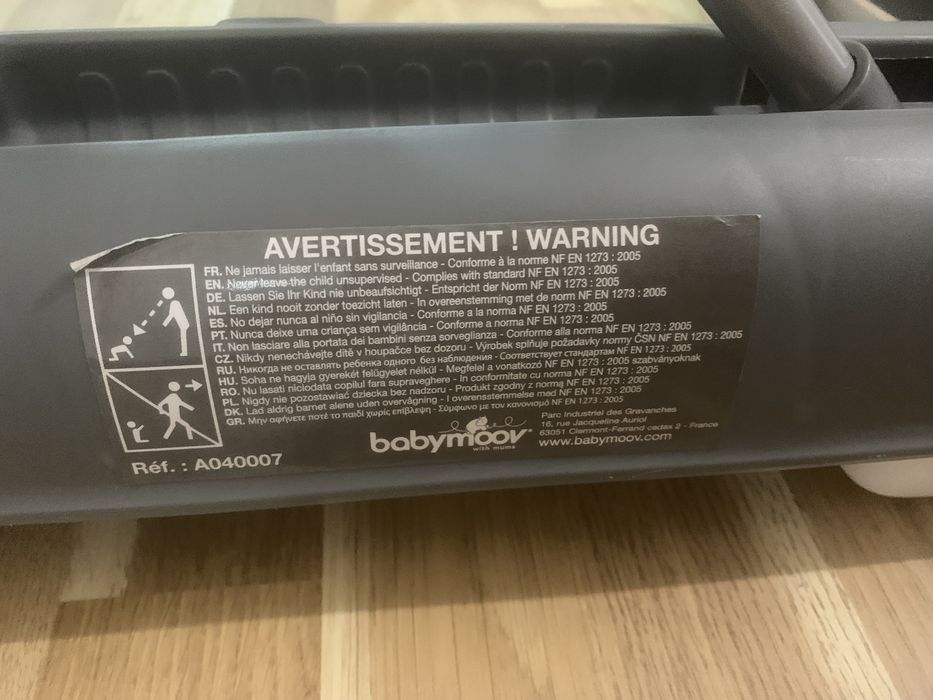 AVERTISSEMENT ! WARNING
FR. Ne jamais laisser l'enfant sans surveillance - Conforme à la norme NF EN 1273 : 2005
EN. Never leave the child unsupervised - Complies with standard NF EN 1273 : 2005
DE. Lassen Sie Ihr Kind nie unbeaufsichtigt - Entspricht der Norm NF EN 1273 : 2005
NL. Een kind nooit zonder toezicht laten - In overeenstemming met de norm NF EN 1273 : 2005
ES. No dejar nunca al niño sin vigilancia - Conforme a la norma NF EN 1273 : 2005
PT. Nunca deixe uma criança sem vigilância - Conforme a norma NF EN 1273 : 2005
IT. Non lasciare alla portata dei bambini senza sorveglianza - Conforme alla norma NF EN 1273 : 2005
CZ. Nikdy nenechávejte dítě v houpačce bez dozoru - Výrobek splňuje požadavky normy ČSN NF EN 1273 : 2005
RU. Никогда не оставлять ребенка одного без наблюдения - Соответствует стандартам NF EN 1273 : 2005
HU. Soha ne hagyja gyerekét felügyelet nélkül - Megfelel a vonatkozó NF EN 1273 : 2005 szabványoknak
RO. Nu lasati niciodata copilul fara supraveghere - In conformitate cu norma NF EN 1273 : 2005
PL. Nigdy nie pozostawiać dziecka bez nadzoru - Produkt zgodny z normą NF EN 1273 : 2005
DK. Lad aldrig barnet alene uden overvågning - I overensstemmelse med NF EN 1273 : 2005
GR. Μην αφήνετε ποτέ το παιδί χωρίς επίβλεψη - Σύμφωνο με τον κανονισμό NF EN 1273 : 2005
babymoov
with mums
Parc Industriel des Gravanches
16, rue Jacqueline Auriol
63051 Clermont-Ferrand cedex 2 - France
www.babymoov.com
Réf. : A040007